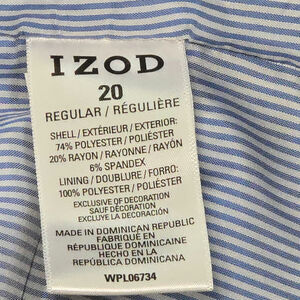 IZOD
20
REGULAR / RÉGULIÈRE
SHELL / EXTÉRIEUR / EXTERIOR:
74% POLYESTER / POLIÉSTER
20% RAYON / RAYONNE / RAYÓN
6% SPANDEX
LINING / DOUBLURE / FORRO:
100% POLYESTER / POLIÉSTER
EXCLUSIVE OF DECORATION
SAUF DÉCORATION
EXCLUYE LA DECORACIÓN
MADE IN DOMINICAN REPUBLIC
FABRIQUÉ EN
RÉPUBLIQUE DOMINICAINE
HECHO EN LA
REPÚBLICA DOMINICANA
WPL06734